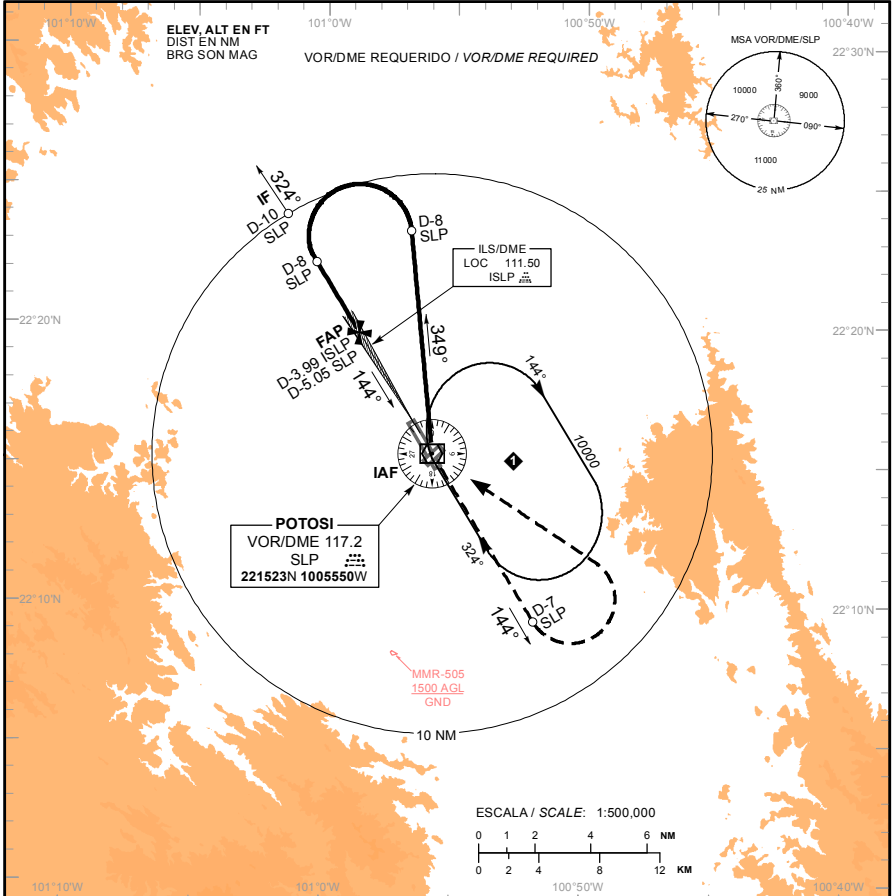 101°10'W
101°00'W
100°50'W
100°40'W
ELEV, ALT EN FT
DIST EN NM
BRG SON MAG
VOR/DME REQUERIDO / VOR/DME REQUIRED
MSA VOR/DME/SLP
22°30'
10000
360°
9000
270°
090°
11000
25 NM
324°
IF
D-10
SLP
D-8
SLP
D-8
SLP
ILS/DME
LOC 111.50
ISLP
22°20'
22°20'
FAP
D-3.99 ISLP
D-5.05 SLP
349°
144°
144°
10000
1
IAF
27
9
18
POTOSI
VOR/DME 117.2
SLP
221523N 1005550W
324°
22°10'
22°10'
D-7
SLP
144°
MMR-505
1500 AGL
GND
10 NM
ESCALA / SCALE: 1:500,000
0 1 2 4 6 NM
0 2 4 8 12 KM
101°10'W
101°00'W
100°50'W
100°40'W